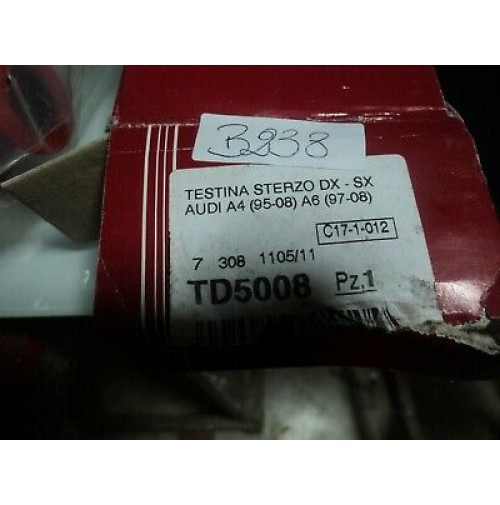 B238
TESTINA STERZO DX - SX
AUDI A4 (95-08) A6 (97-08)
C17-1-012
7 308 1105/11
TD5008 Pz.1